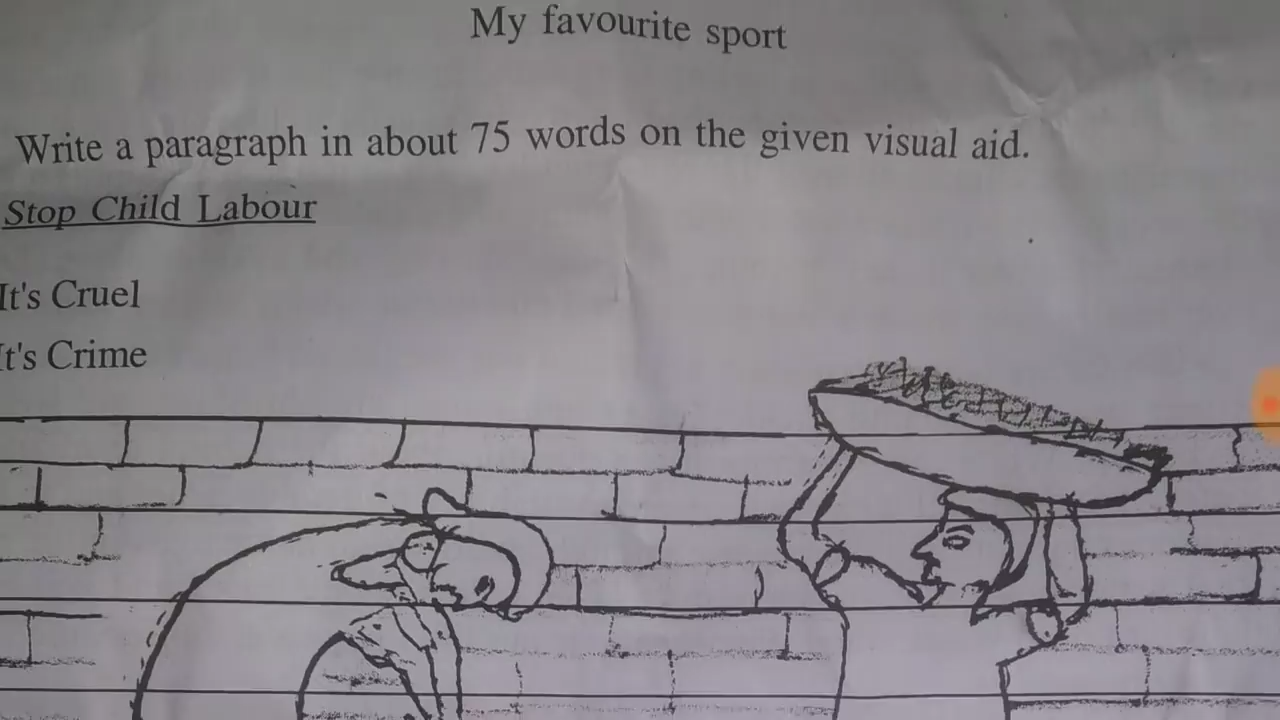 My favourite sport
Write a paragraph in about 75 words on the given visual aid.
Stop Child Labour
It's Cruel
It's Crime